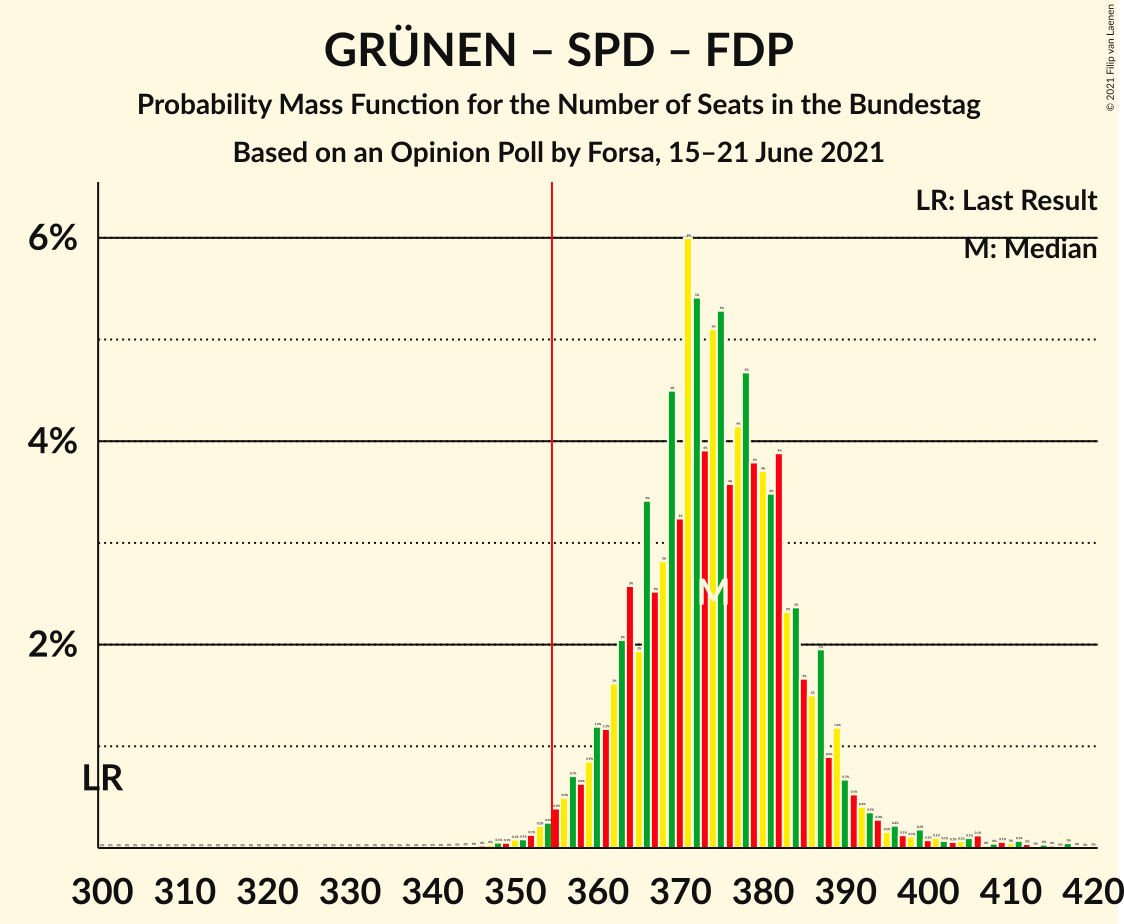 GRÜNEN – SPD – FDP
Probability Mass Function for the Number of Seats in the Bundestag
Based on an Opinion Poll by Forsa, 15–21 June 2021
© 2021 Filip van Laenen
LR: Last Result
M: Median
6%
4%
2%
LR
M
300 310 320 330 340 350 360 370 380 390 400 410 420